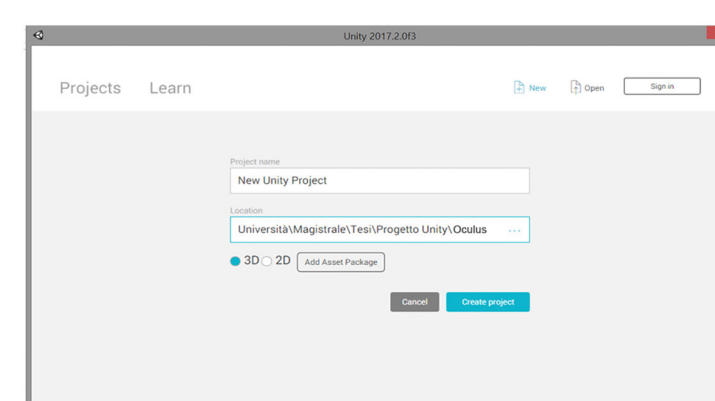 Unity 2017.2.0f3
Projects Learn New Open Sign in
Project name
New Unity Project
Location
Università\Magistrale\Tesi\Progetto Unity\Oculus ...
3D 2D Add Asset Package
Cancel Create project